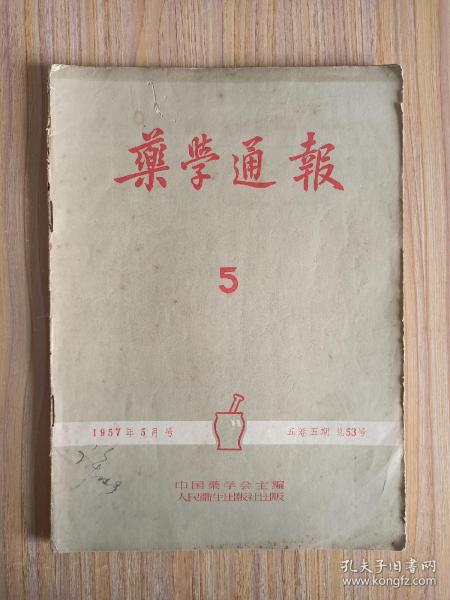 藥学通報
5
1957年5月号
五卷五期 总53号
中国藥学会主編
人民衞生出版社出版
孔夫子旧书网
www.kongfz.com